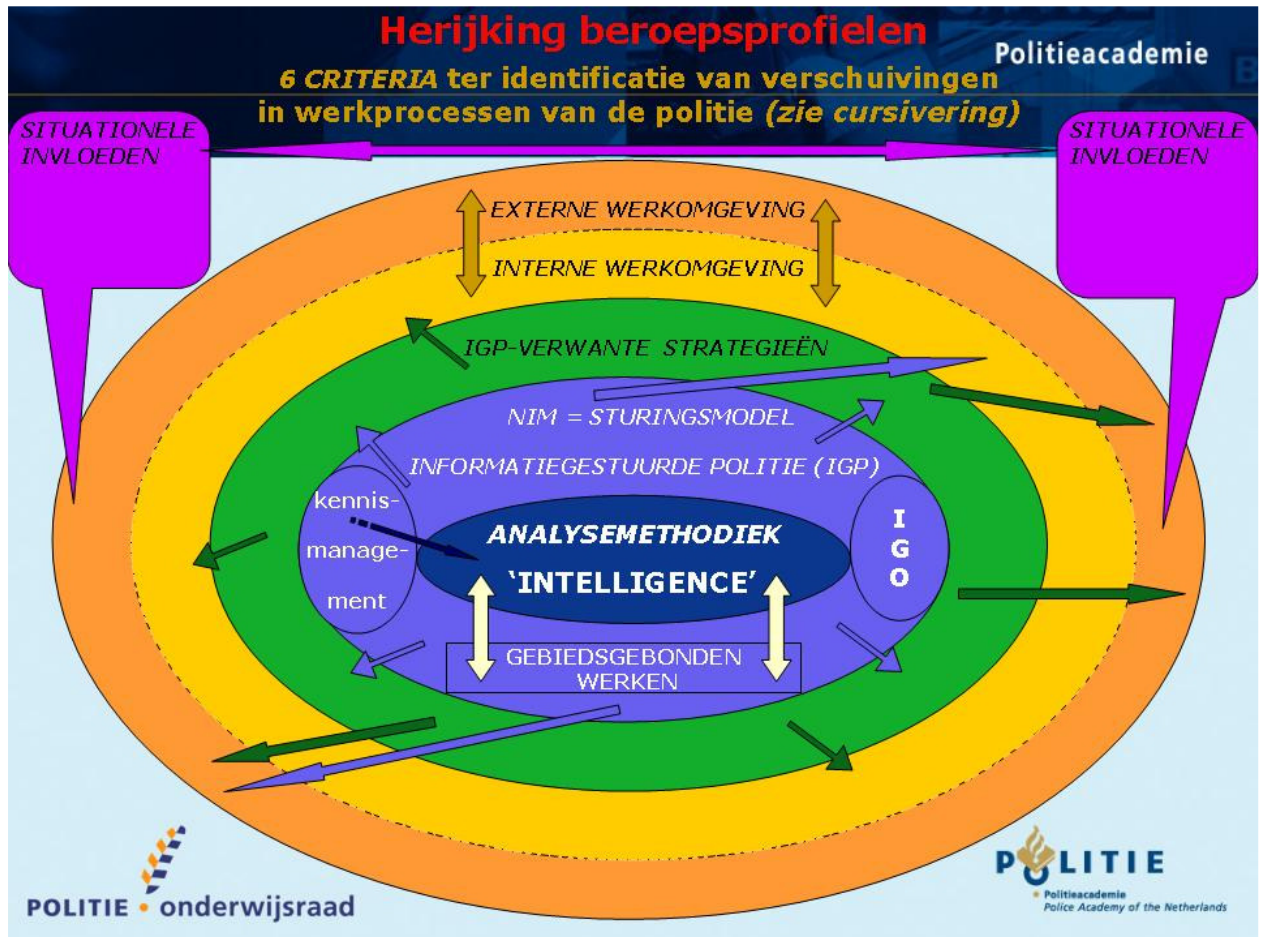 Herijking beroepsprofielen
Politieacademie
6 CRITERIA ter identificatie van verschuivingen
in werkprocessen van de politie (zie cursivering)
SITUATIONELE
INVLOEDEN
SITUATIONELE
INVLOEDEN
EXTERNE WERKOMGEVING
INTERNE WERKOMGEVING
IGP-VERWANTE STRATEGIEËN
NIM = STURINGSMODEL
INFORMATIEGESTUURDE POLITIE (IGP)
kennis-
manage-
ment
ANALYSEMETHODIEK
‘INTELLIGENCE’
I
G
O
GEBIEDSGEBONDEN
WERKEN
POLITIE • onderwijsraad
POLITIE
• Politieacademie
Police Academy of the Netherlands